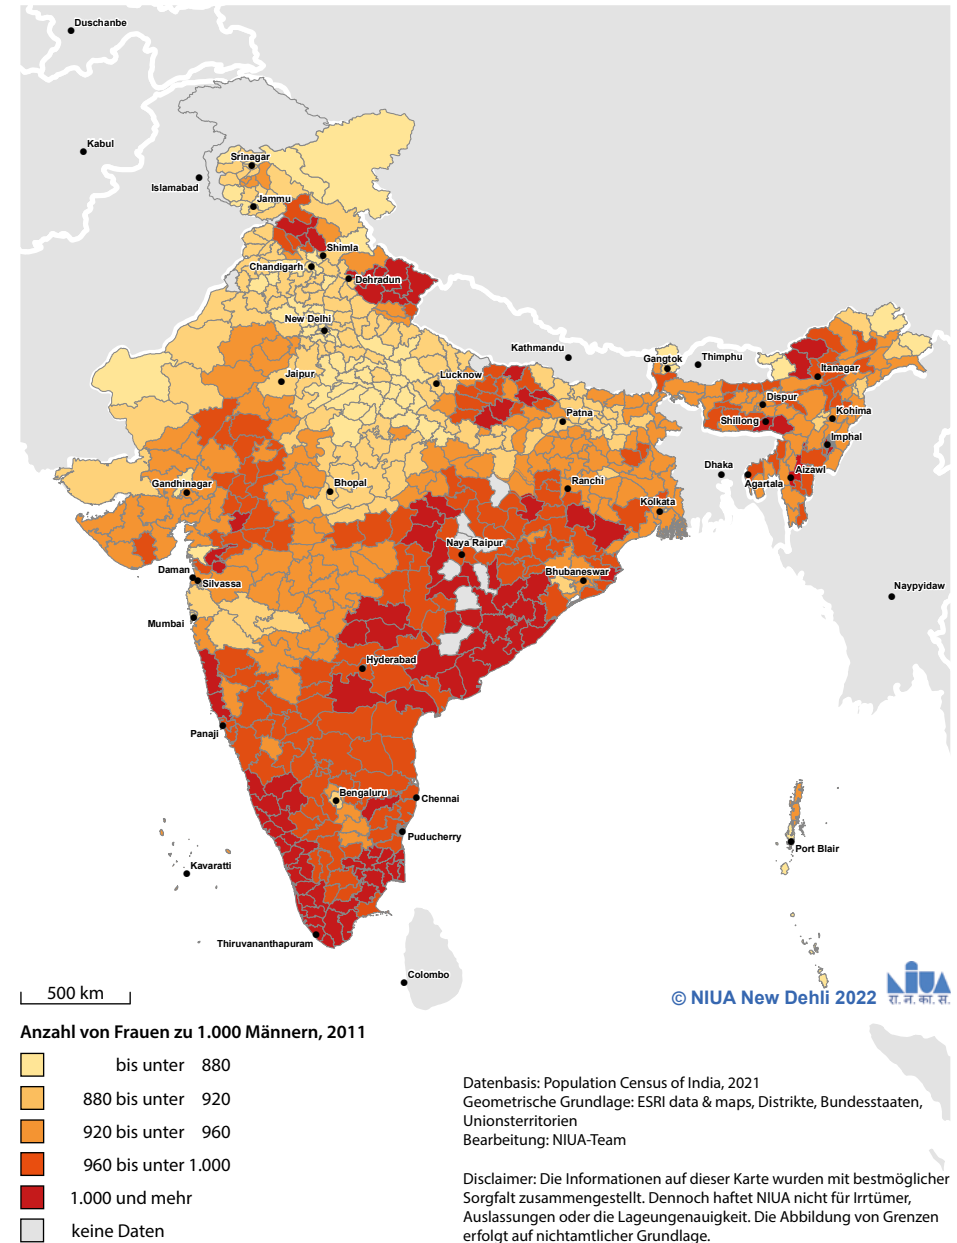 Duschanbe
Kabul
Srinagar
Islamabad
Jammu
Shimla
Chandigarh
Dehradun
New Delhi
Kathmandu
Gangtok
Thimphu
Itanagar
Jaipur
Lucknow
Dispur
Kohima
Patna
Shillong
Imphal
Dhaka
Aizawl
Gandhinagar
Bhopal
Ranchi
Agartala
Kolkata
Naya Raipur
Daman
Silvassa
Bhubaneswar
Naypyidaw
Mumbai
Hyderabad
Panaji
Bengaluru
Chennai
Puducherry
Port Blair
Kavaratti
Thiruvananthapuram
Colombo
500 km
© NIUA New Dehli 2022
NIUA
रा. न. का. सं.
Anzahl von Frauen zu 1.000 Männern, 2011
bis unter 880
880 bis unter 920
920 bis unter 960
960 bis unter 1.000
1.000 und mehr
keine Daten
Datenbasis: Population Census of India, 2021
Geometrische Grundlage: ESRI data & maps, Distrikte, Bundesstaaten,
Unionsterritorien
Bearbeitung: NIUA-Team
Disclaimer: Die Informationen auf dieser Karte wurden mit bestmöglicher
Sorgfalt zusammengestellt. Dennoch haftet NIUA nicht für Irrtümer,
Auslassungen oder die Lageungenauigkeit. Die Abbildung von Grenzen
erfolgt auf nichtamtlicher Grundlage.